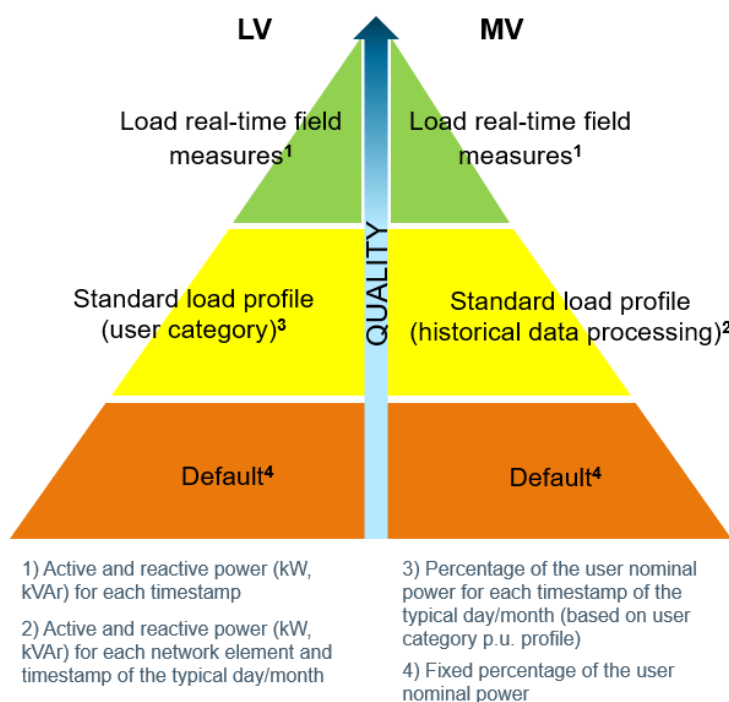 LV
MV
Load real-time field
measures¹
Load real-time field
measures¹
QUALITY
Standard load profile
(user category)³
Standard load profile
(historical data processing)²
Default⁴
Default⁴
1) Active and reactive power (kW,
kVAr) for each timestamp
2) Active and reactive power (kW,
kVAr) for each network element and
timestamp of the typical day/month
3) Percentage of the user nominal
power for each timestamp of the
typical day/month (based on user
category p.u. profile)
4) Fixed percentage of the user
nominal power